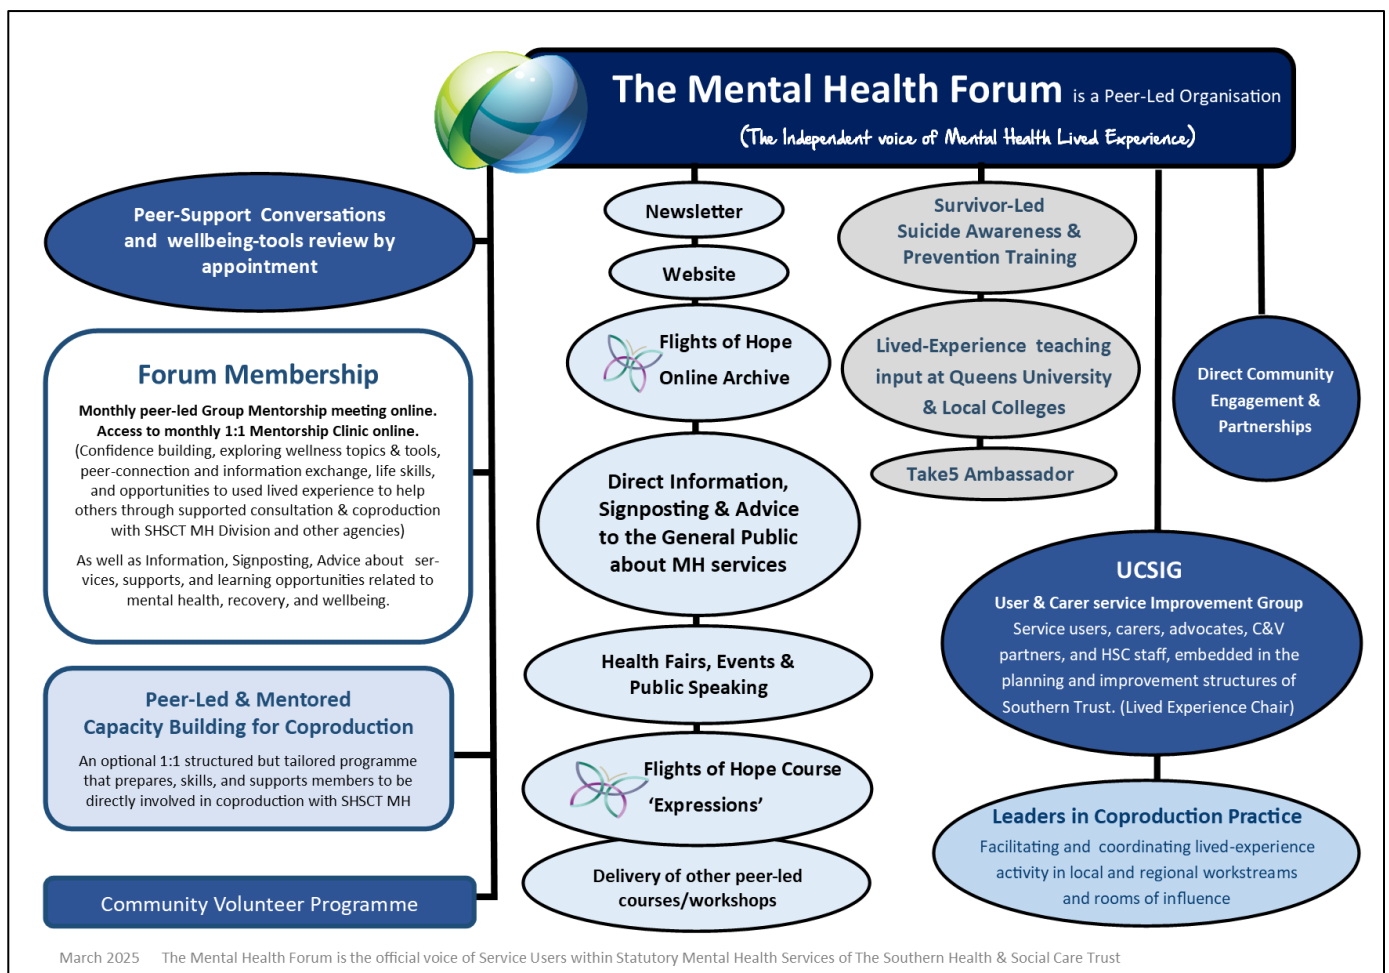 The Mental Health Forum is a Peer-Led Organisation
(The Independent voice of Mental Health Lived Experience)
Peer-Support Conversations
and wellbeing-tools review by
appointment
Forum Membership
Monthly peer-led Group Mentorship meeting online.
Access to monthly 1:1 Mentorship Clinic online.
(Confidence building, exploring wellness topics & tools,
peer-connection and information exchange, life skills,
and opportunities to used lived experience to help
others through supported consultation & coproduction
with SHSCT MH Division and other agencies)
As well as Information, Signposting, Advice about ser-
vices, supports, and learning opportunities related to
mental health, recovery, and wellbeing.
Peer-Led & Mentored
Capacity Building for Coproduction
An optional 1:1 structured but tailored programme
that prepares, skills, and supports members to be
directly involved in coproduction with SHSCT MH
Community Volunteer Programme
Newsletter
Website
Flights of Hope
Online Archive
Direct Information,
Signposting & Advice
to the General Public
about MH services
Health Fairs, Events &
Public Speaking
Flights of Hope Course
‘Expressions’
Delivery of other peer-led
courses/workshops
Survivor-Led
Suicide Awareness &
Prevention Training
Lived-Experience teaching
input at Queens University
& Local Colleges
Take5 Ambassador
Direct Community
Engagement &
Partnerships
UCSIG
User & Carer service Improvement Group
Service users, carers, advocates, C&V
partners, and HSC staff, embedded in the
planning and improvement structures of
Southern Trust. (Lived Experience Chair)
Leaders in Coproduction Practice
Facilitating and coordinating lived-experience
activity in local and regional workstreams
and rooms of influence
March 2025 The Mental Health Forum is the official voice of Service Users within Statutory Mental Health Services of The Southern Health & Social Care Trust